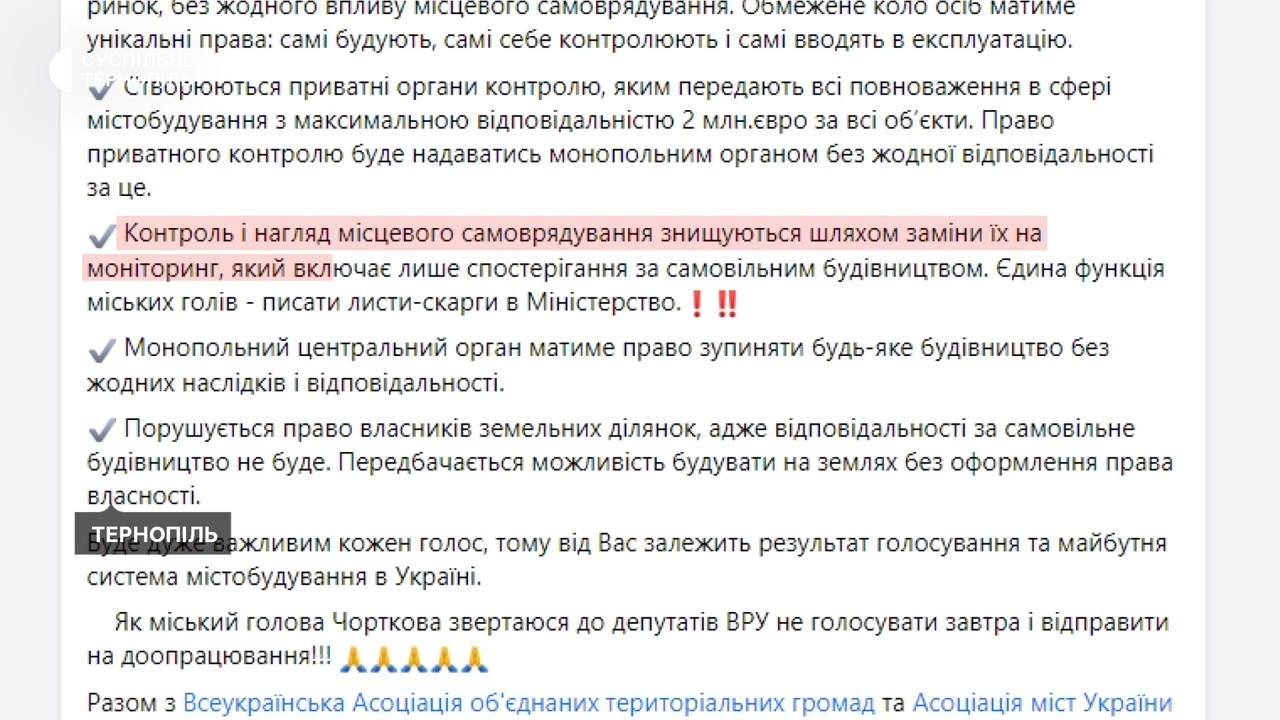 ринок, без жодного впливу місцевого самоврядування. Обмежене коло осіб матиме
унікальні права: самі будують, самі себе контролюють і самі вводять в експлуатацію.
СУСПІЛЬНЕ
ТЕРНОПІЛЬ
Створюються приватні органи контролю, яким передають всі повноваження в сфері
містобудування з максимальною відповідальністю 2 млн.євро за всі об’єкти. Право
приватного контролю буде надаватись монопольним органом без жодної відповідальності
за це.
Контроль і нагляд місцевого самоврядування знищуються шляхом заміни їх на
моніторинг, який включає лише спостерігання за самовільним будівництвом. Єдина функція
міських голів - писати листи-скарги в Міністерство. ❗ ‼
Монопольний центральний орган матиме право зупиняти будь-яке будівництво без
жодних наслідків і відповідальності.
Порушується право власників земельних ділянок, адже відповідальності за самовільне
будівництво не буде. Передбачається можливість будувати на землях без оформлення права
власності.
ТЕРНОПІЛЬ
Буде дуже важливим кожен голос, тому від Вас залежить результат голосування та майбутня
система містобудування в Україні.
Як міський голова Чорткова звертаюся до депутатів ВРУ не голосувати завтра і відправити
на доопрацювання!!! 🙏🙏🙏🙏🙏
Разом з Всеукраїнська Асоціація об'єднаних територіальних громад та Асоціація міст України